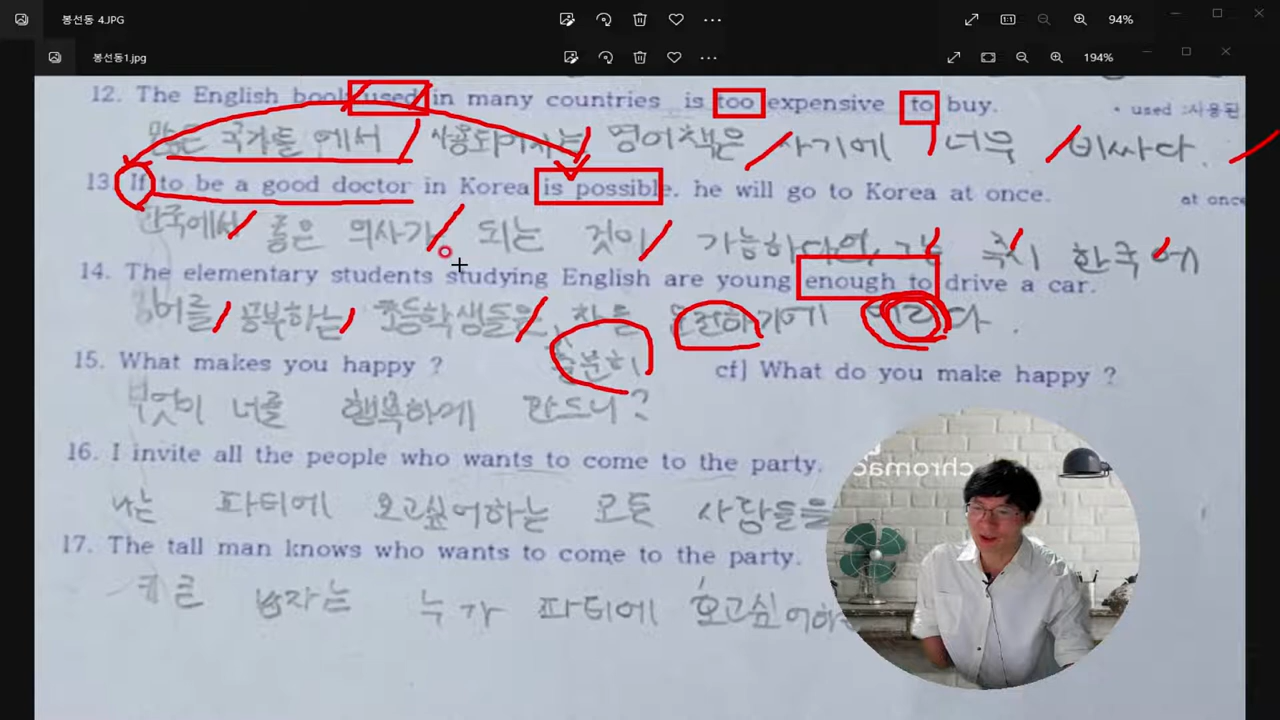 봉선동 4.JPG
94%
봉선동1.jpg
194%
12. The English book used in many countries is too expensive to buy.
• used :사용된
많은 국가들 에서 사용되어지는 영어책은 사기에 너무 비싸다.
13. If to be a good doctor in Korea is possible. he will go to Korea at once.
at once
한국에서 좋은 의사가 되는 것이 가능하다면, 그는 즉시 한국에
14. The elementary students studying English are young enough to drive a car.
영어를 공부하는 초등학생들은 차를 운전하기에 어리다.
충분히
15. What makes you happy ?
cf] What do you make happy ?
무엇이 너를 행복하게 만드니?
16. I invite all the people who wants to come to the party.
chromac
나는 파티에 오고싶어하는 모든 사람들을
17. The tall man knows who wants to come to the party.
키 큰 남자는 누가 파티에 오고싶어하